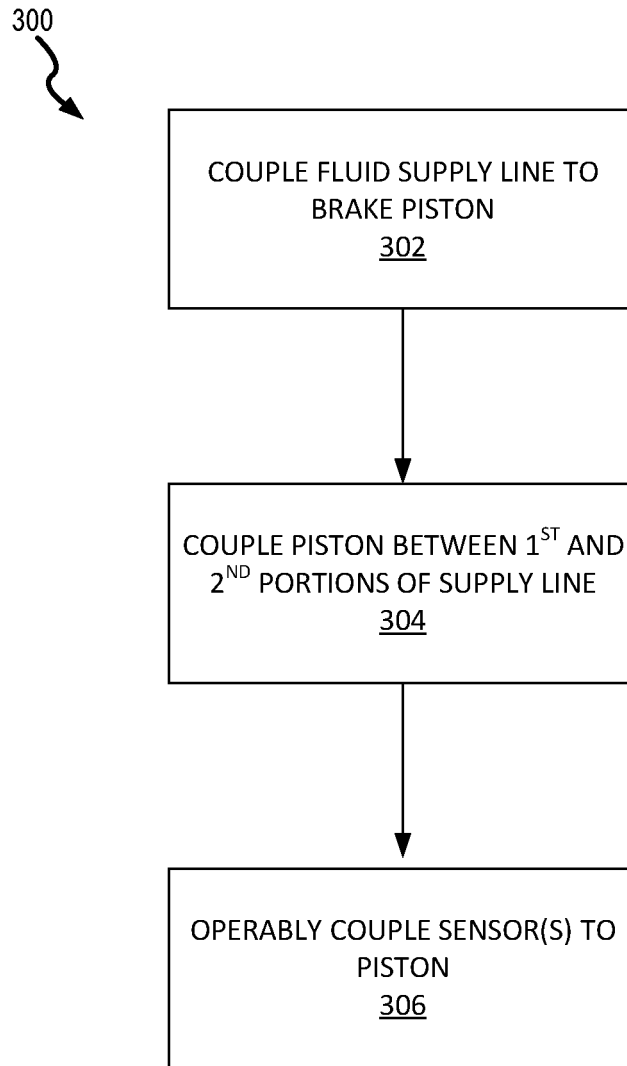 300
COUPLE FLUID SUPPLY LINE TO
BRAKE PISTON
302
COUPLE PISTON BETWEEN 1ST AND
2ND PORTIONS OF SUPPLY LINE
304
OPERABLY COUPLE SENSOR(S) TO
PISTON
306